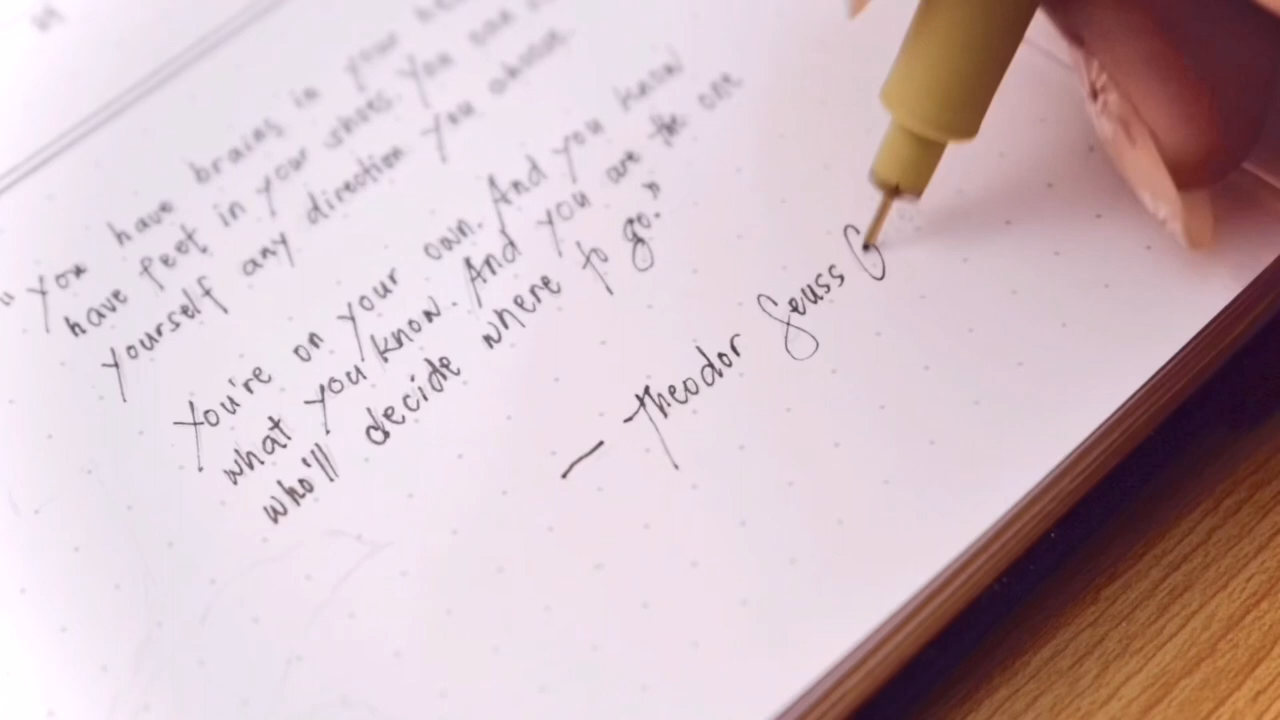 "You have brains in your
have feet in your shoes. You can
yourself any direction you choose.
You're on your own. And you know
what you know. And you are the one
who'll decide where to go."
— Theodor Seuss G